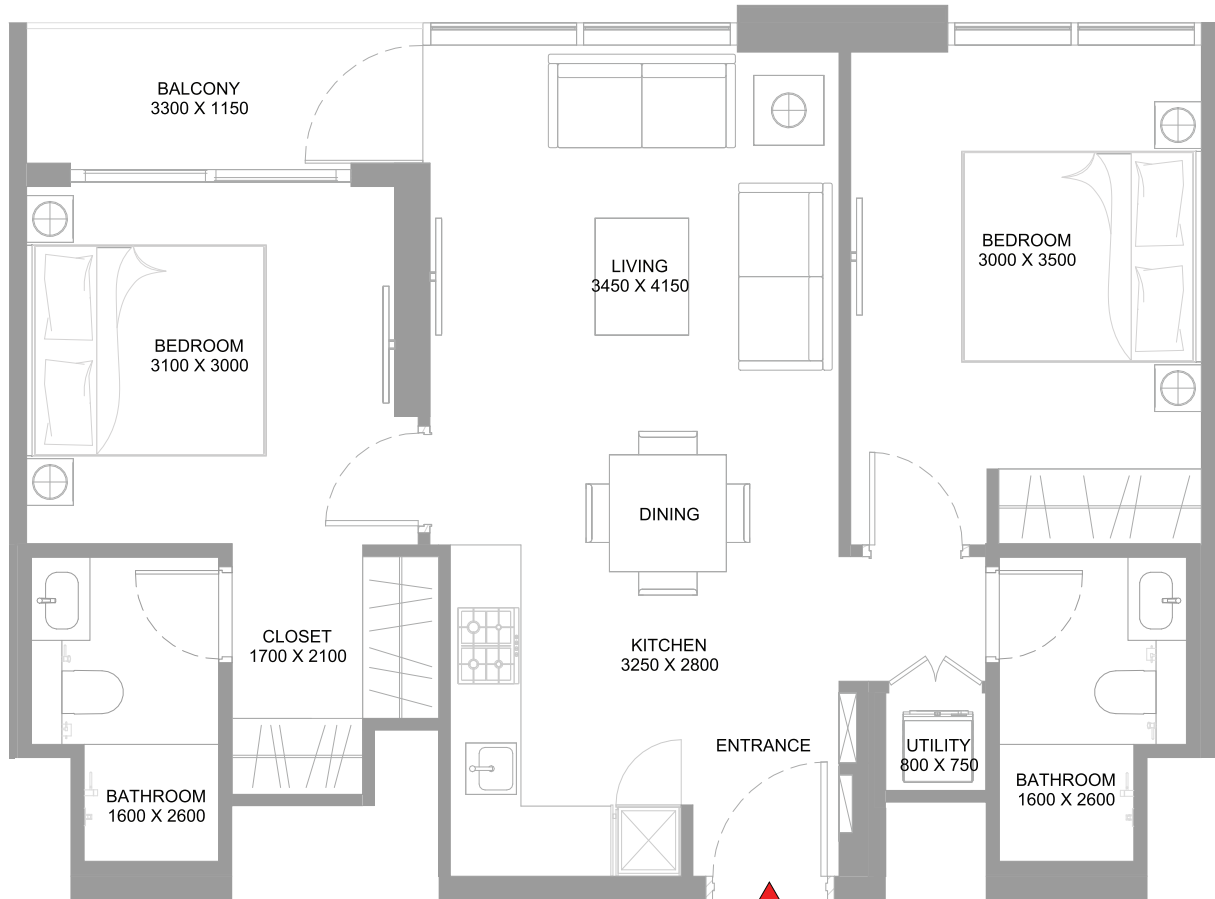 BALCONY
3300 X 1150
LIVING
3450 X 4150
BEDROOM
3000 X 3500
BEDROOM
3100 X 3000
DINING
CLOSET
1700 X 2100
KITCHEN
3250 X 2800
ENTRANCE
UTILITY
800 X 750
BATHROOM
1600 X 2600
BATHROOM
1600 X 2600